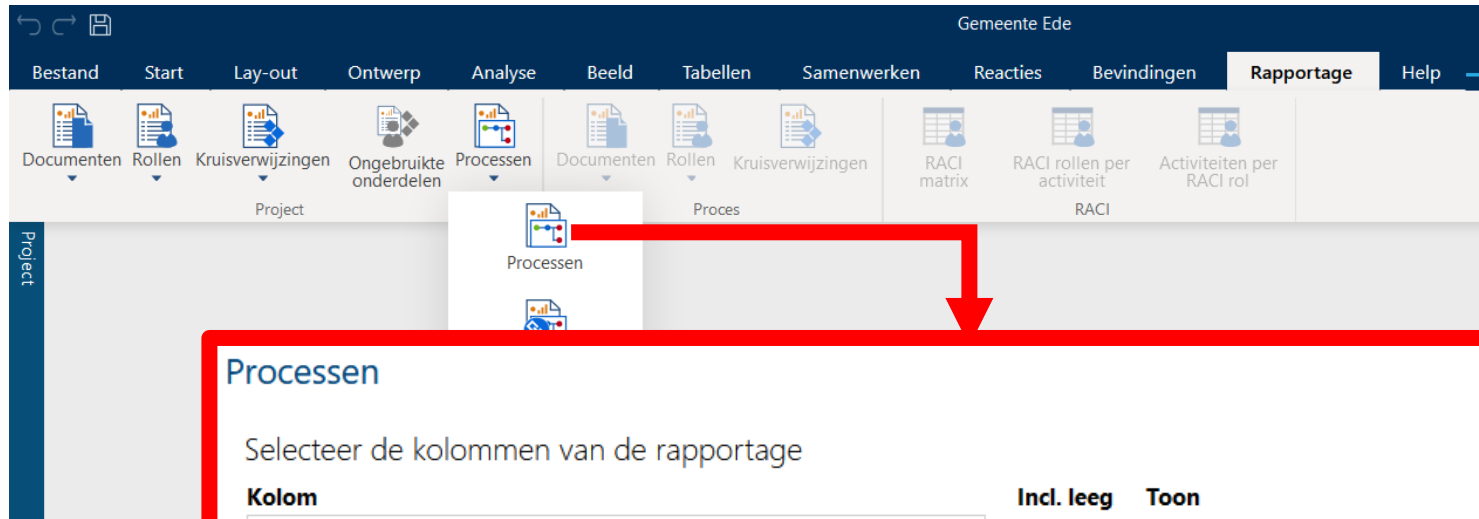 Gemeente Ede
Bestand Start Lay-out Ontwerp Analyse Beeld Tabellen Samenwerken Reacties Bevindingen Rapportage Help
Documenten Rollen Kruisverwijzingen Ongebruikte onderdelen Processen Documenten Rollen Kruisverwijzingen RACI matrix RACI rollen per activiteit Activiteiten per RACI rol
Project Proces RACI
Project
Processen
Processen
Selecteer de kolommen van de rapportage
Kolom Incl. leeg Toon